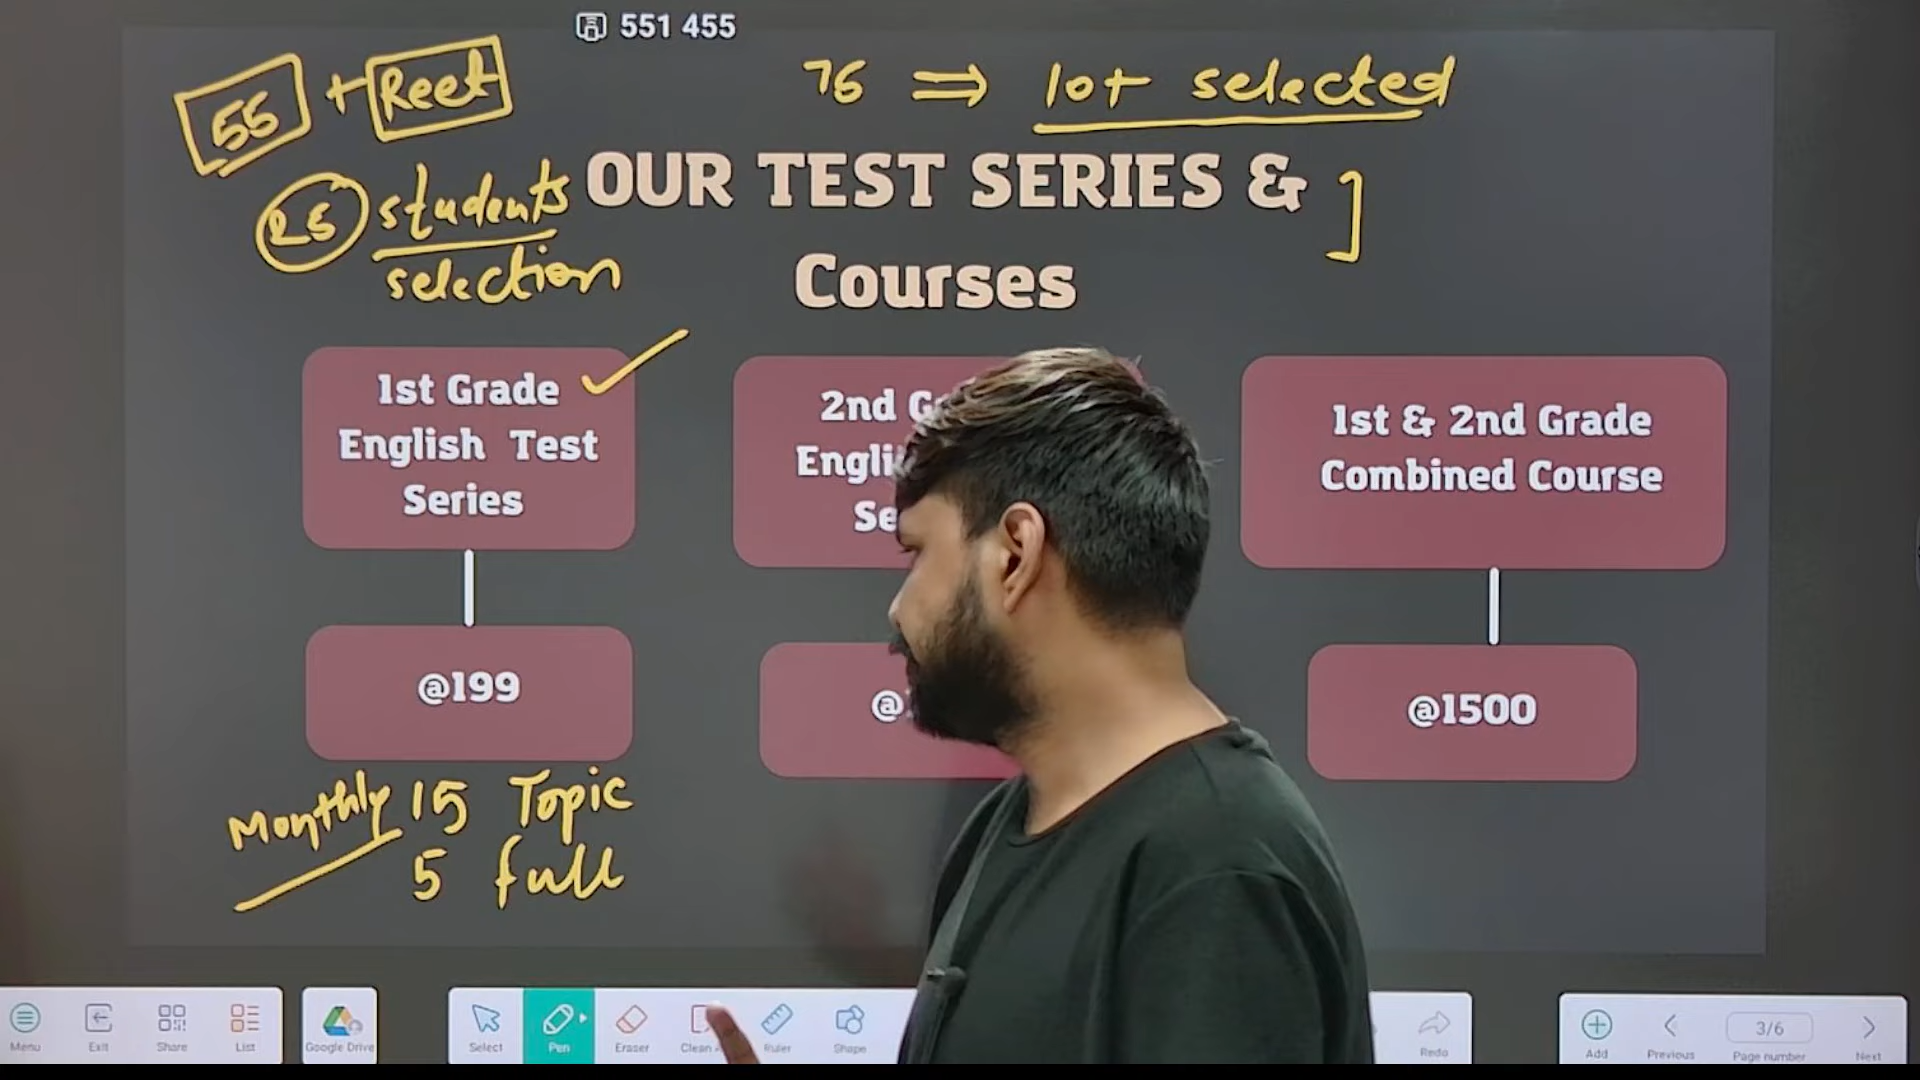 551 455
55 + Reet
76 ⇒ 10+ selected
25 students
selection
OUR TEST SERIES & ]
Courses
1st Grade
English Test
Series
2nd
1st & 2nd Grade
Combined Course
@199
@
@1500
Monthly 15 Topic
5 full
Menu
Exit
Share
List
Google Drive
Select
Pen
Eraser
Clean
Ruler
Shape
Redo
Add
Previous
3/6
Page number
Next